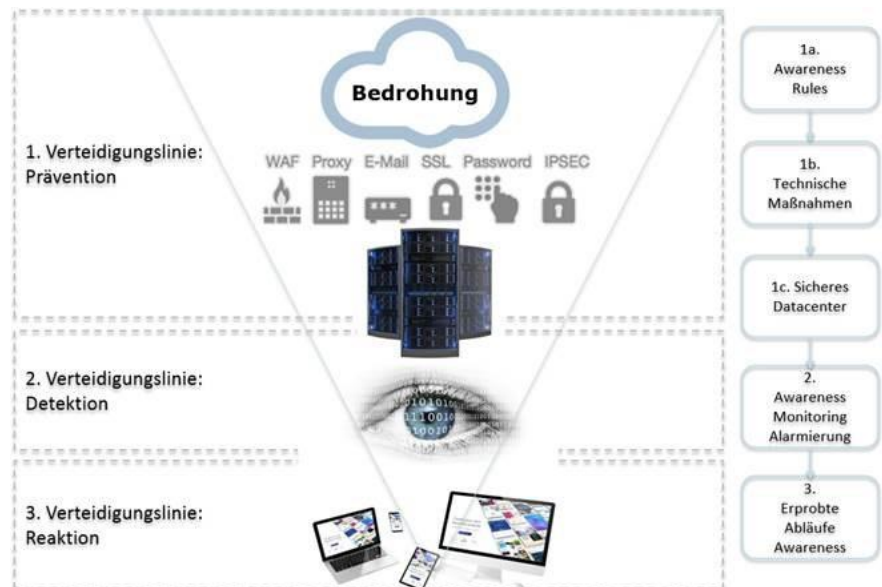 Bedrohung
1. Verteidigungslinie:
Prävention
WAF Proxy E-Mail SSL Password IPSEC
2. Verteidigungslinie:
Detektion
3. Verteidigungslinie:
Reaktion
1a.
Awareness
Rules
1b.
Technische
Maßnahmen
1c. Sicheres
Datacenter
2.
Awareness
Monitoring
Alarmierung
3.
Erprobte
Abläufe
Awareness